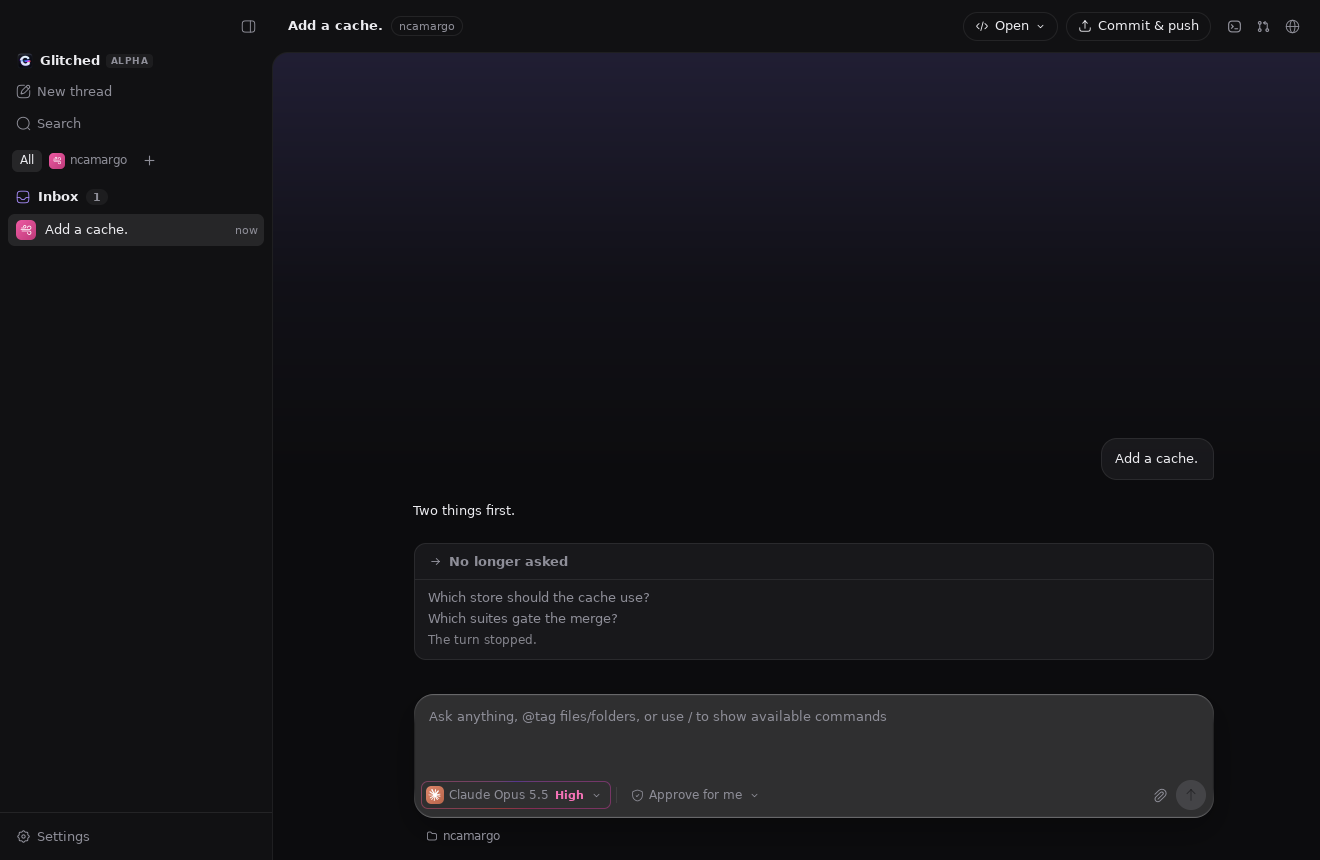 Glitched ALPHA
New thread
Search
All ncamargo
Inbox 1
Add a cache. now
Settings
Add a cache. ncamargo
Open
Commit & push
Add a cache.
Two things first.
No longer asked
Which store should the cache use?
Which suites gate the merge?
The turn stopped.
Ask anything, @tag files/folders, or use / to show available commands
Claude Opus 5.5 High
Approve for me
ncamargo